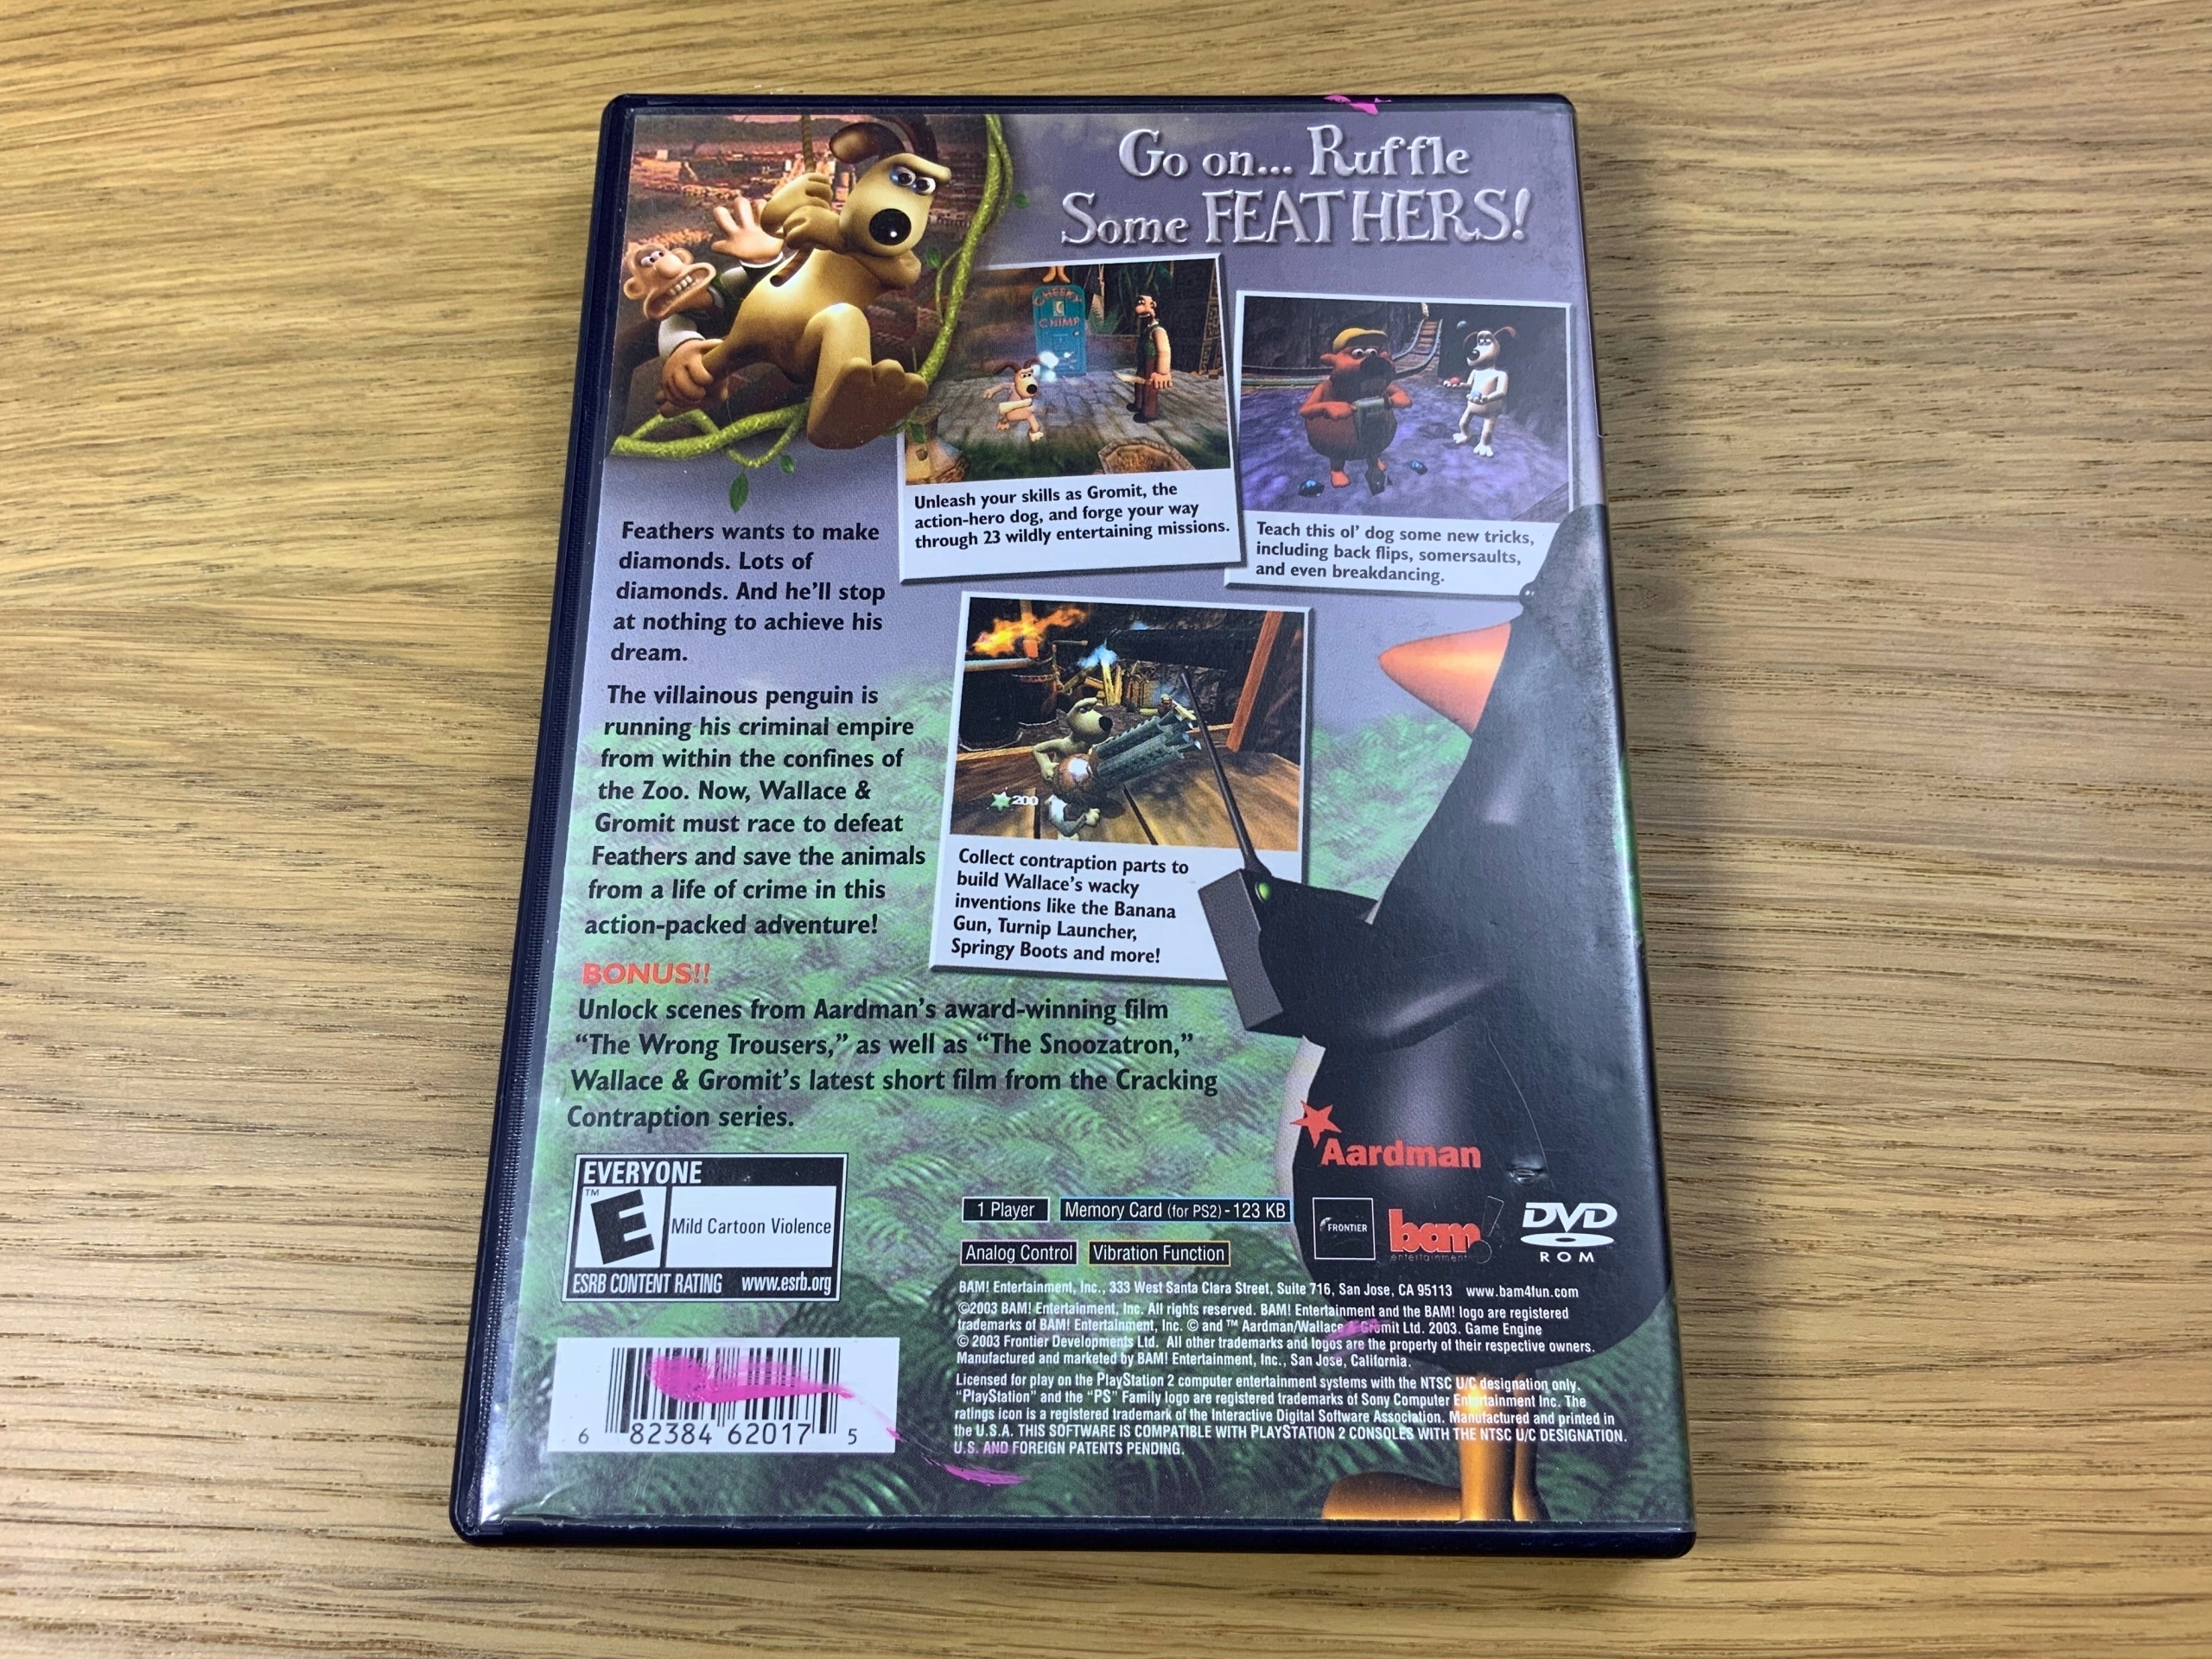 Go on... Ruffle
Some FEATHERS!
CHEEKY
CHIMP
Unleash your skills as Gromit, the
action-hero dog, and forge your way
through 23 wildly entertaining missions.
Teach this ol' dog some new tricks,
including back flips, somersaults,
and even breakdancing.
Feathers wants to make
diamonds. Lots of
diamonds. And he'll stop
at nothing to achieve his
dream.
The villainous penguin is
running his criminal empire
from within the confines of
the Zoo. Now, Wallace &
Gromit must race to defeat
Feathers and save the animals
from a life of crime in this
action-packed adventure!
200
Collect contraption parts to
build Wallace's wacky
inventions like the Banana
Gun, Turnip Launcher,
Springy Boots and more!
BONUS!!
Unlock scenes from Aardman's award-winning film
"The Wrong Trousers," as well as "The Snoozatron,"
Wallace & Gromit's latest short film from the Cracking
Contraption series.
Aardman
EVERYONE
E™
Mild Cartoon Violence
ESRB CONTENT RATING www.esrb.org
1 Player Memory Card (for PS2) - 123 KB
Analog Control Vibration Function
FRONTIER
bam!
entertainment
DVD
ROM
BAM! Entertainment, Inc., 333 West Santa Clara Street, Suite 716, San Jose, CA 95113 www.bam4fun.com
©2003 BAM! Entertainment, Inc. All rights reserved. BAM! Entertainment and the BAM! logo are registered
trademarks of BAM! Entertainment, Inc. © and ™ Aardman/Wallace & Gromit Ltd. 2003. Game Engine
© 2003 Frontier Developments Ltd. All other trademarks and logos are the property of their respective owners.
Manufactured and marketed by BAM! Entertainment, Inc., San Jose, California.
Licensed for play on the PlayStation 2 computer entertainment systems with the NTSC U/C designation only.
"PlayStation" and the "PS" Family logo are registered trademarks of Sony Computer Entertainment Inc. The
ratings icon is a registered trademark of the Interactive Digital Software Association. Manufactured and printed in
the U.S.A. THIS SOFTWARE IS COMPATIBLE WITH PLAYSTATION 2 CONSOLES WITH THE NTSC U/C DESIGNATION.
U.S. AND FOREIGN PATENTS PENDING.
6 82384 62017 5